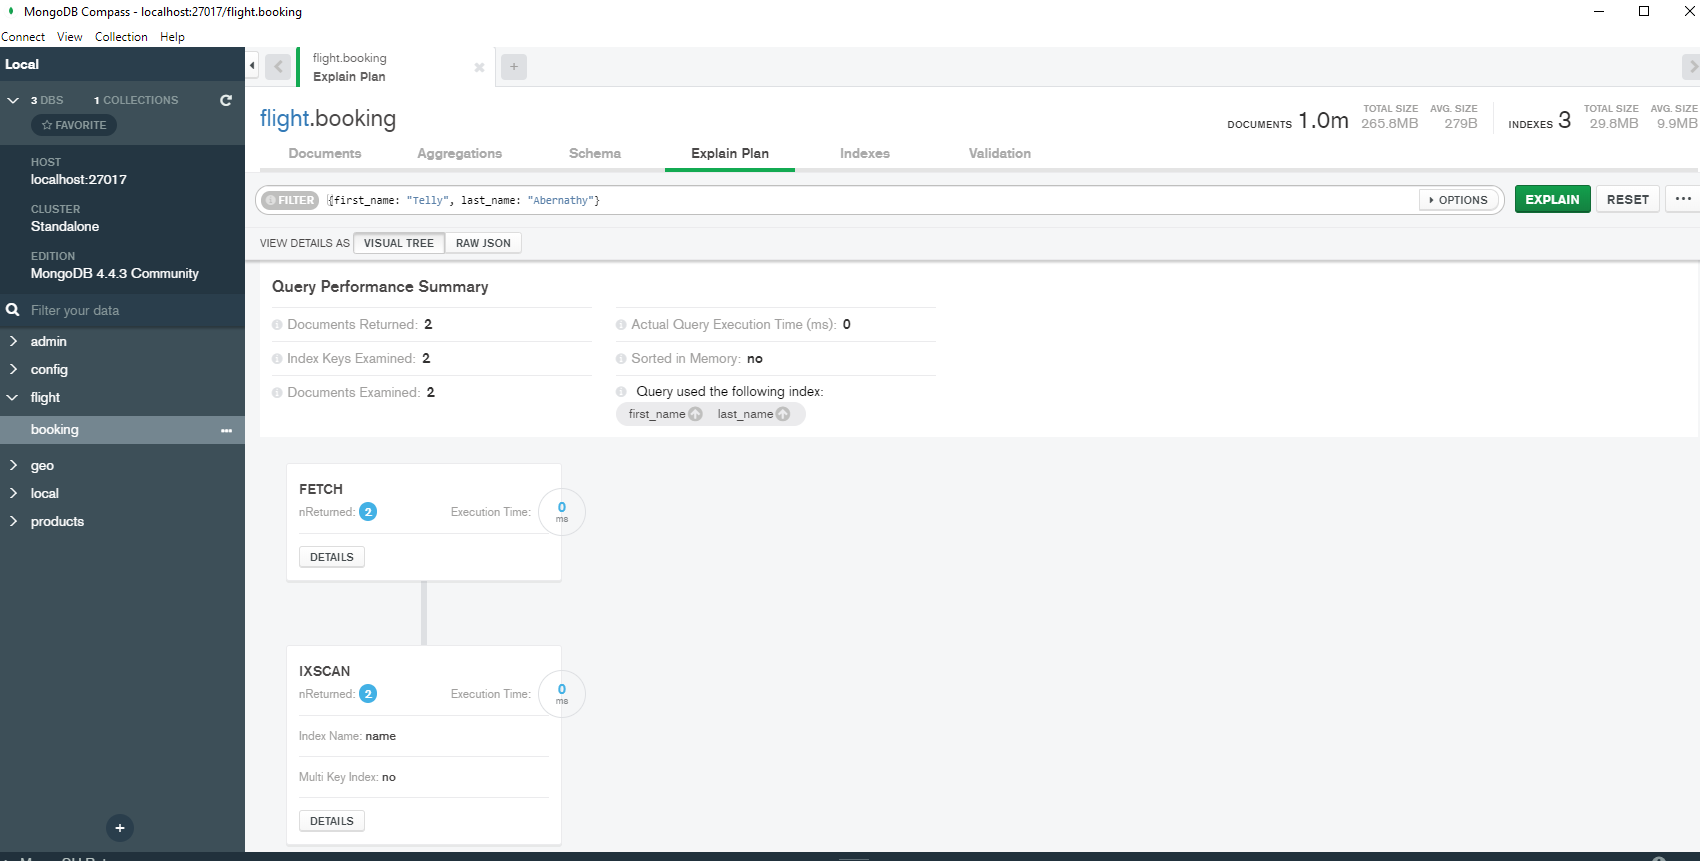 MongoDB Compass - localhost:27017/flight.booking
Connect View Collection Help
Local
3 DBS 1 COLLECTIONS
FAVORITE
HOST
localhost:27017
CLUSTER
Standalone
EDITION
MongoDB 4.4.3 Community
Filter your data
admin
config
flight
booking
geo
local
products
flight.booking
Explain Plan
flight.booking
DOCUMENTS 1.0m TOTAL SIZE 265.8MB AVG. SIZE 279B INDEXES 3 TOTAL SIZE 29.8MB AVG. SIZE 9.9MB
Documents Aggregations Schema Explain Plan Indexes Validation
FILTER {first_name: "Telly", last_name: "Abernathy"} OPTIONS EXPLAIN RESET
VIEW DETAILS AS VISUAL TREE RAW JSON
Query Performance Summary
Documents Returned: 2
Index Keys Examined: 2
Documents Examined: 2
Actual Query Execution Time (ms): 0
Sorted in Memory: no
Query used the following index:
first_name last_name
FETCH
nReturned: 2 Execution Time: 0 ms
DETAILS
IXSCAN
nReturned: 2 Execution Time: 0 ms
Index Name: name
Multi Key Index: no
DETAILS